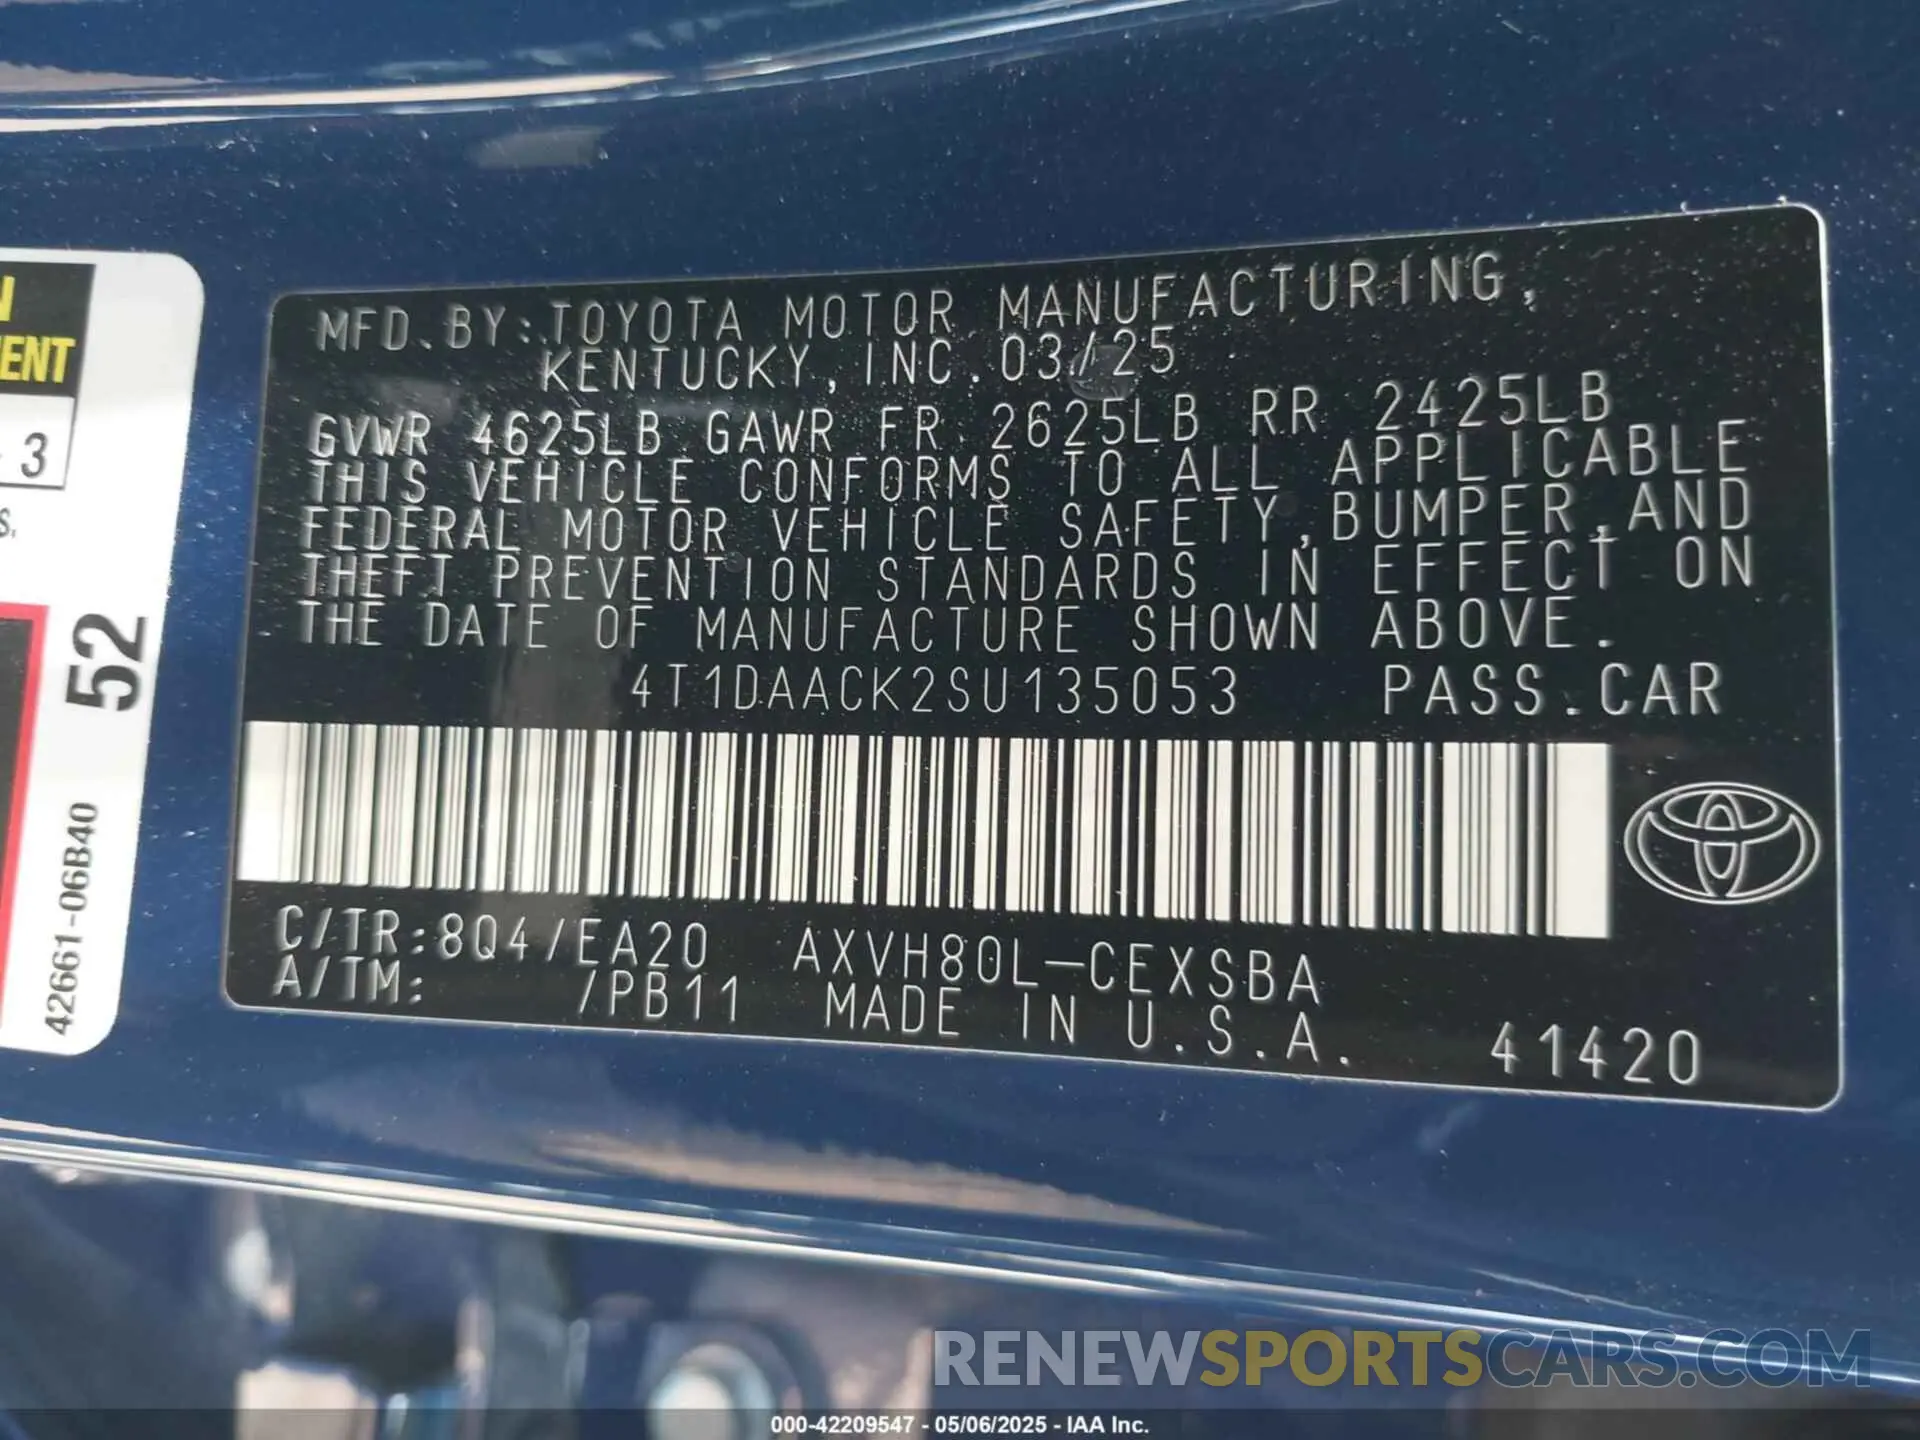 MFD.BY:TOYOTA MOTOR MANUFACTURING,
KENTUCKY, INC. 03/25
GVWR 4625LB GAWR FR 2625LB RR 2425LB
THIS VEHICLE CONFORMS TO ALL APPLICABLE
FEDERAL MOTOR VEHICLE SAFETY, BUMPER, AND
THEFT PREVENTION STANDARDS IN EFFECT ON
THE DATE OF MANUFACTURE SHOWN ABOVE.
4T1DAACK2SU135053 PASS.CAR
C/TR:8Q4/EA20 AXVH80L-CEXSBA
A/TM: /PB11 MADE IN U.S.A. 41420
3
52
42661-06B40
RENEWSPORTSCARS.COM
000-42209547 - 05/06/2025 - IAA Inc.